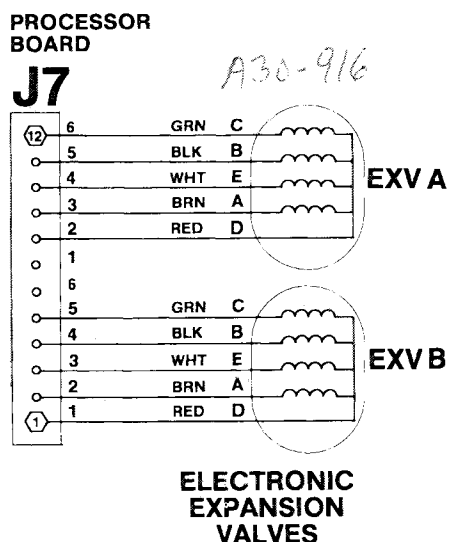 PROCESSOR
BOARD
J7
A30-916
12 6 GRN C
5 BLK B
4 WHT E
EXV A
3 BRN A
2 RED D
1
6
5 GRN C
4 BLK B
3 WHT E
EXV B
2 BRN A
1 1 RED D
ELECTRONIC
EXPANSION
VALVES